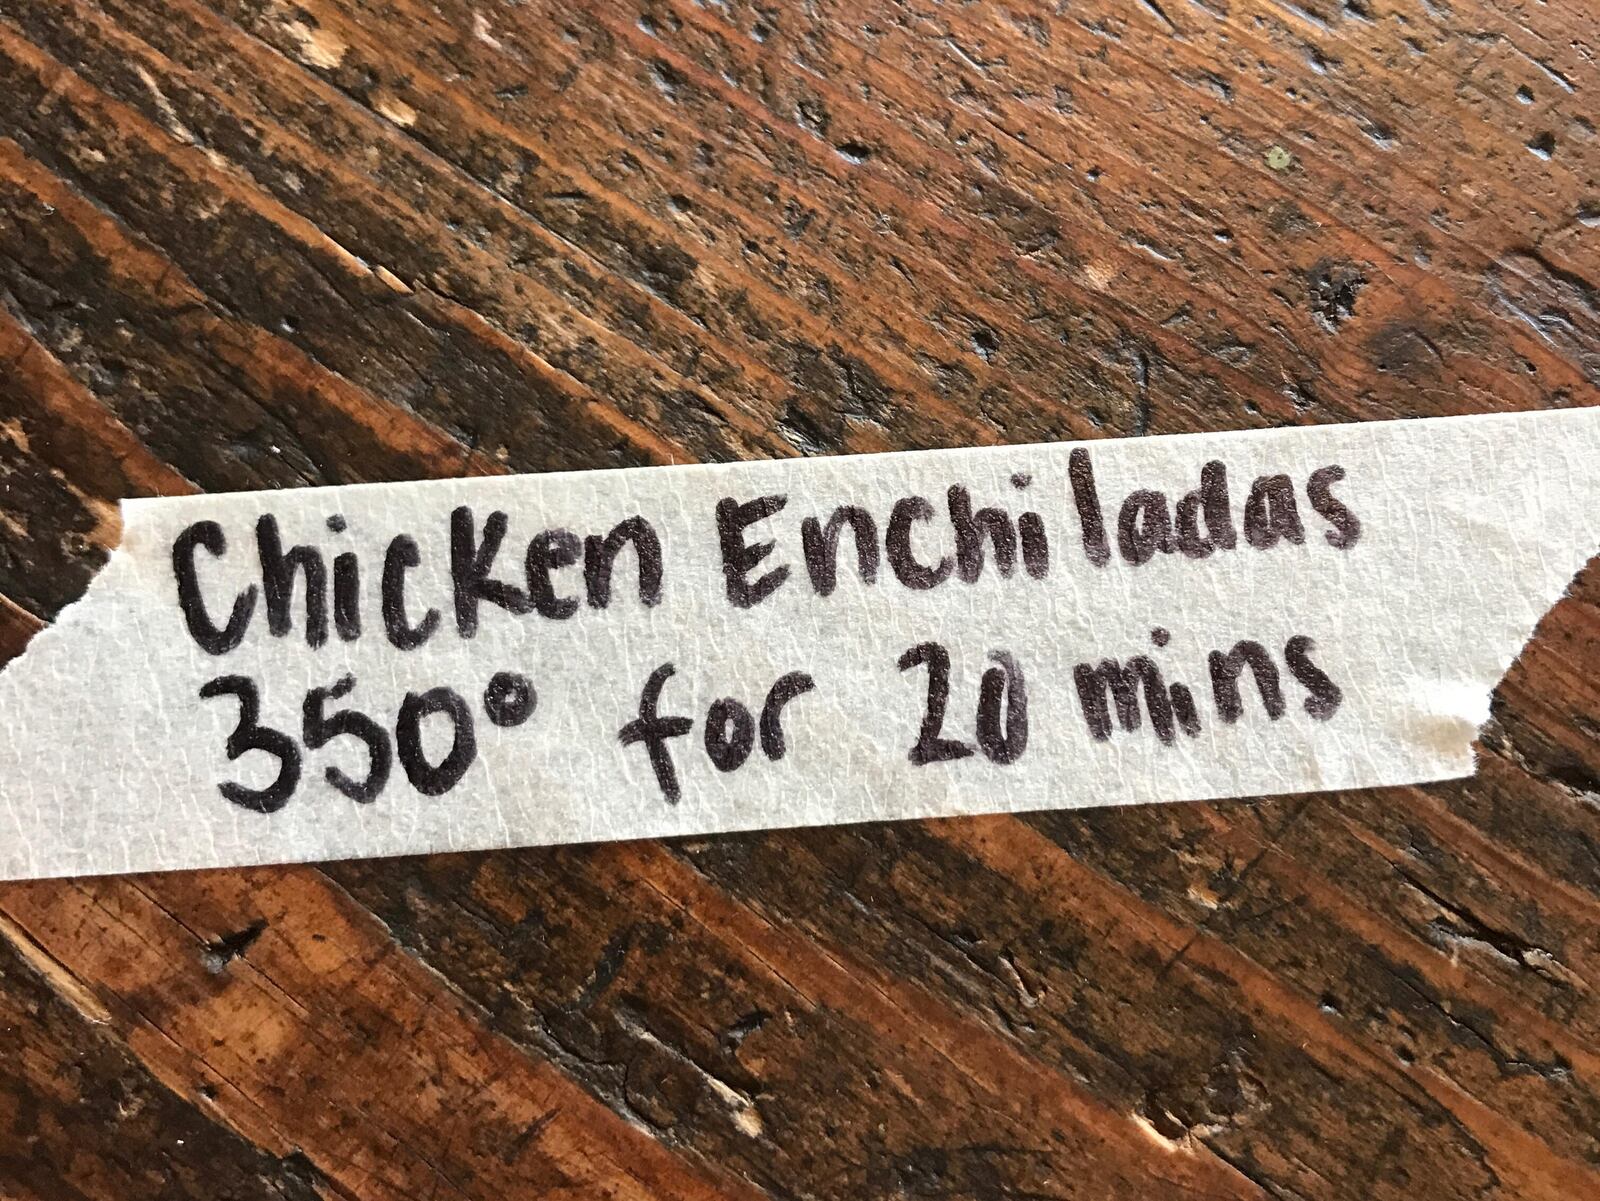 Chicken Enchiladas
350° for 20 mins